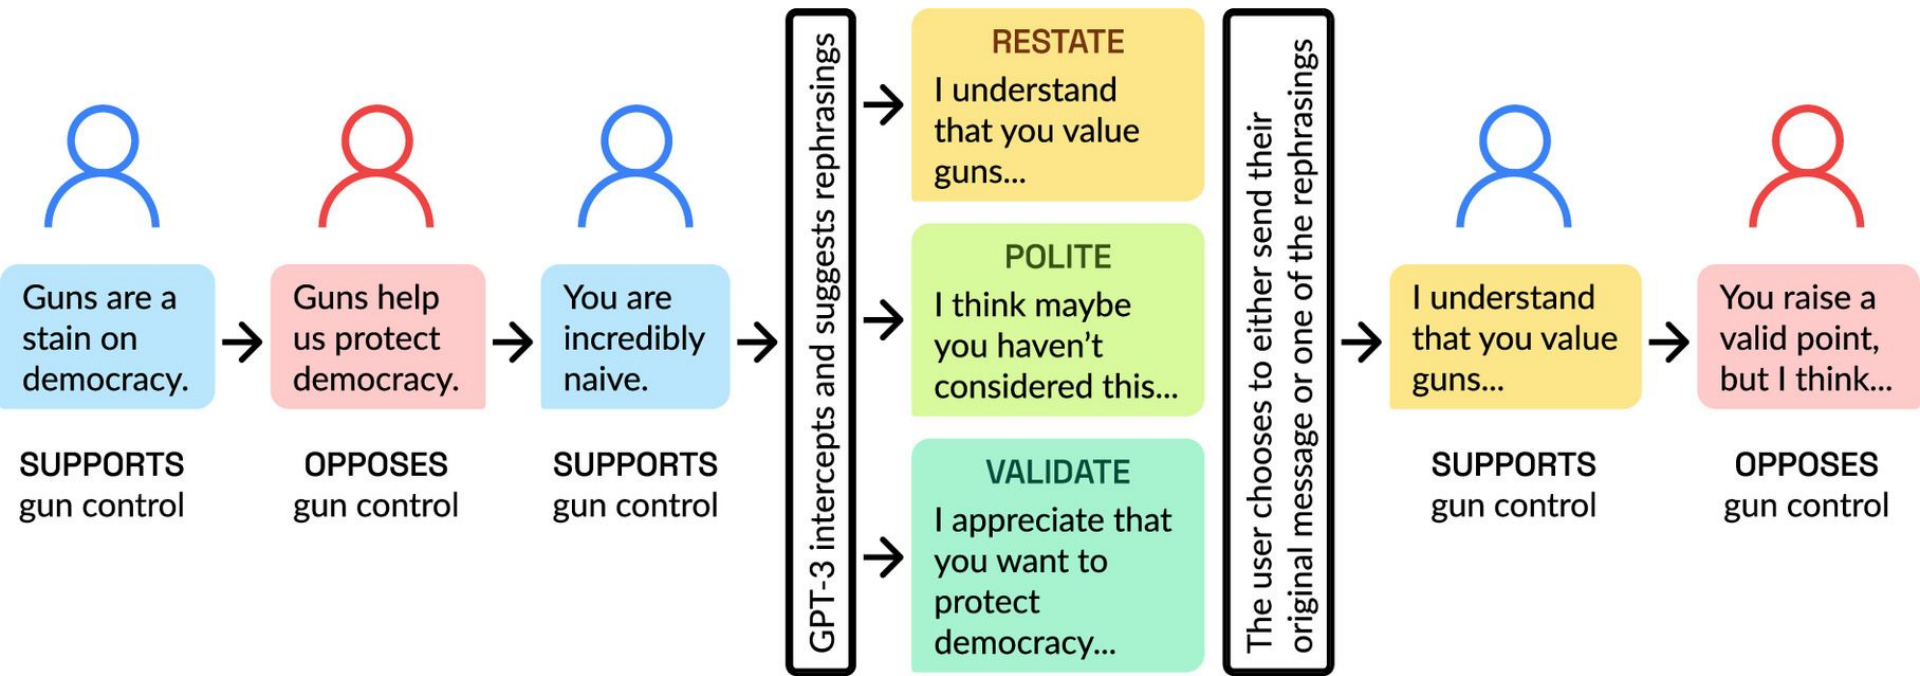 Guns are a
stain on
democracy.
SUPPORTS
gun control
Guns help
us protect
democracy.
OPPOSES
gun control
You are
incredibly
naive.
SUPPORTS
gun control
GPT-3 intercepts and suggests rephrasings
RESTATE
I understand
that you value
guns...
POLITE
I think maybe
you haven't
considered this...
VALIDATE
I appreciate that
you want to
protect
democracy...
The user chooses to either send their
original message or one of the rephrasings
I understand
that you value
guns...
SUPPORTS
gun control
You raise a
valid point,
but I think...
OPPOSES
gun control